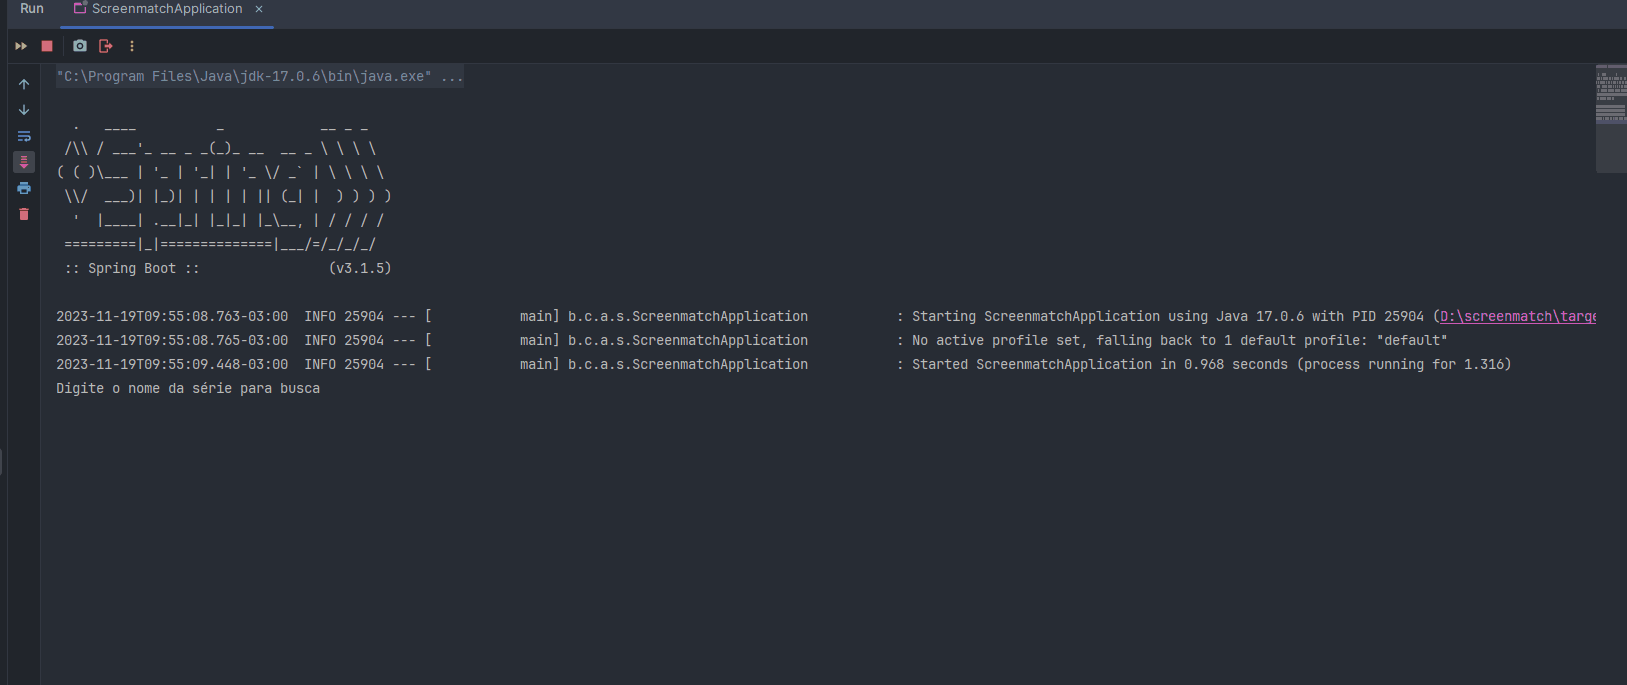 Run ScreenmatchApplication ×
"C:\Program Files\Java\jdk-17.0.6\bin\java.exe" ...
  .   ____          _            __ _ _
 /\\ / ___'_ __ _ _(_)_ __  __ _ \ \ \ \
( ( )\___ | '_ | '_| | '_ \/ _` | \ \ \ \
 \\/  ___)| |_)| | | | | || (_| |  ) ) ) )
  '  |____| .__|_| |_|_| |_\__, | / / / /
 =========|_|==============|___/=/_/_/_/
 :: Spring Boot ::                (v3.1.5)
2023-11-19T09:55:08.763-03:00  INFO 25904 --- [           main] b.c.a.s.ScreenmatchApplication           : Starting ScreenmatchApplication using Java 17.0.6 with PID 25904 (D:\screenmatch\targe
2023-11-19T09:55:08.765-03:00  INFO 25904 --- [           main] b.c.a.s.ScreenmatchApplication           : No active profile set, falling back to 1 default profile: "default"
2023-11-19T09:55:09.448-03:00  INFO 25904 --- [           main] b.c.a.s.ScreenmatchApplication           : Started ScreenmatchApplication in 0.968 seconds (process running for 1.316)
Digite o nome da série para busca